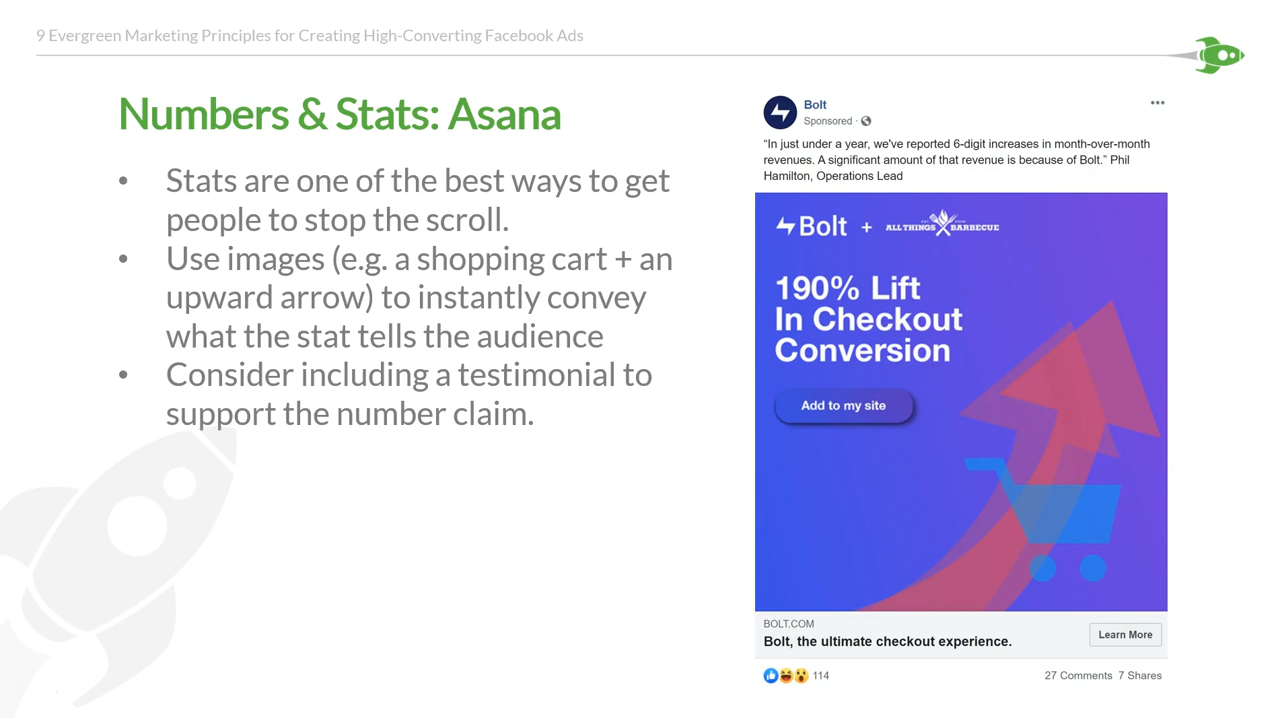 9 Evergreen Marketing Principles for Creating High-Converting Facebook Ads
Numbers & Stats: Asana
• Stats are one of the best ways to get
people to stop the scroll.
• Use images (e.g. a shopping cart + an
upward arrow) to instantly convey
what the stat tells the audience
• Consider including a testimonial to
support the number claim.
Bolt
Sponsored ·
“In just under a year, we've reported 6-digit increases in month-over-month
revenues. A significant amount of that revenue is because of Bolt.” Phil
Hamilton, Operations Lead
Bolt + ALL THINGS BARBECUE
190% Lift
In Checkout
Conversion
Add to my site
BOLT.COM
Bolt, the ultimate checkout experience.
Learn More
114
27 Comments 7 Shares